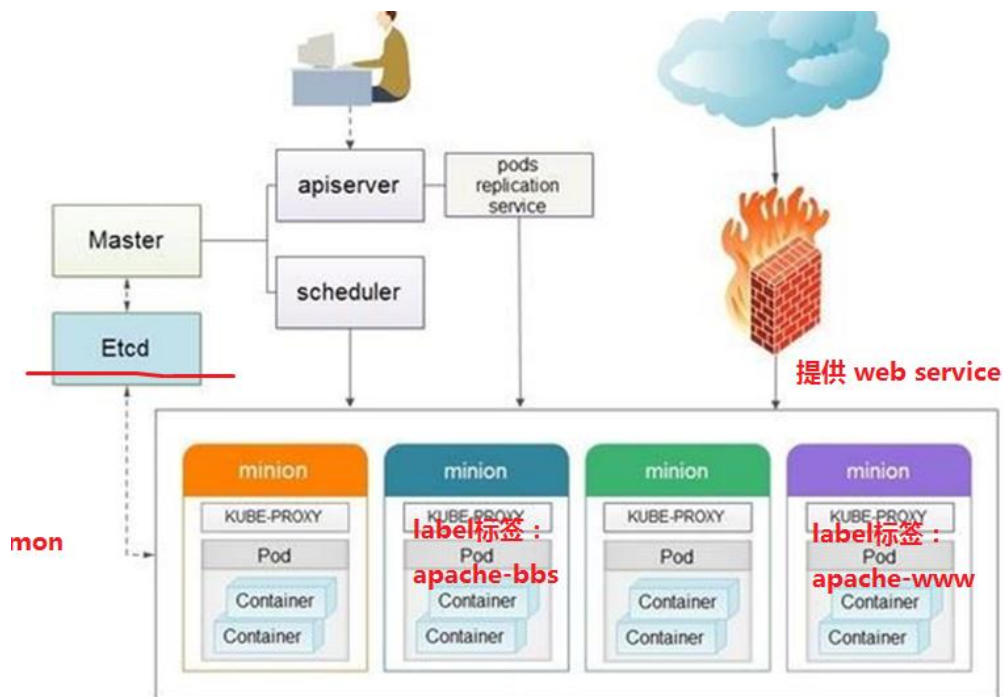 apiserver
pods
replication
service
Master
scheduler
Etcd
提供 web service
minion
minion
minion
minion
KUBE-PROXY
KUBE-PROXY
KUBE-PROXY
KUBE-PROXY
label标签：
label标签：
mon
Pod
Pod
Pod
Pod
apache-bbs
apache-www
Container
Container
Container
Container
Container
Container
Container
Container